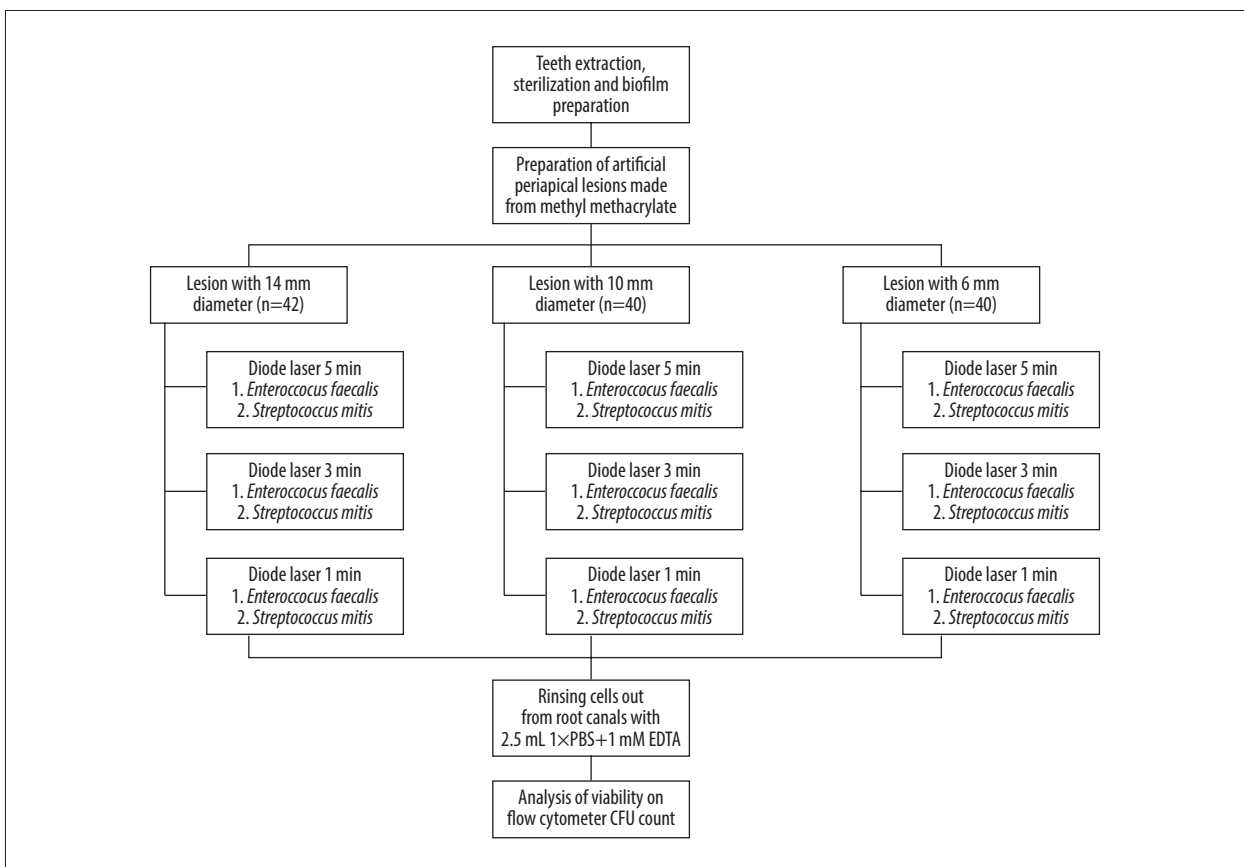 Teeth extraction,
sterilization and biofilm
preparation
Preparation of artificial
periapical lesions made
from methyl methacrylate
Lesion with 14 mm
diameter (n=42)
Lesion with 10 mm
diameter (n=40)
Lesion with 6 mm
diameter (n=40)
Diode laser 5 min
1. Enteroccocus faecalis
2. Streptococcus mitis
Diode laser 5 min
1. Enteroccocus faecalis
2. Streptococcus mitis
Diode laser 5 min
1. Enteroccocus faecalis
2. Streptococcus mitis
Diode laser 3 min
1. Enteroccocus faecalis
2. Streptococcus mitis
Diode laser 3 min
1. Enteroccocus faecalis
2. Streptococcus mitis
Diode laser 3 min
1. Enteroccocus faecalis
2. Streptococcus mitis
Diode laser 1 min
1. Enteroccocus faecalis
2. Streptococcus mitis
Diode laser 1 min
1. Enteroccocus faecalis
2. Streptococcus mitis
Diode laser 1 min
1. Enteroccocus faecalis
2. Streptococcus mitis
Rinsing cells out
from root canals with
2.5 mL 1×PBS+1 mM EDTA
Analysis of viability on
flow cytometer CFU count